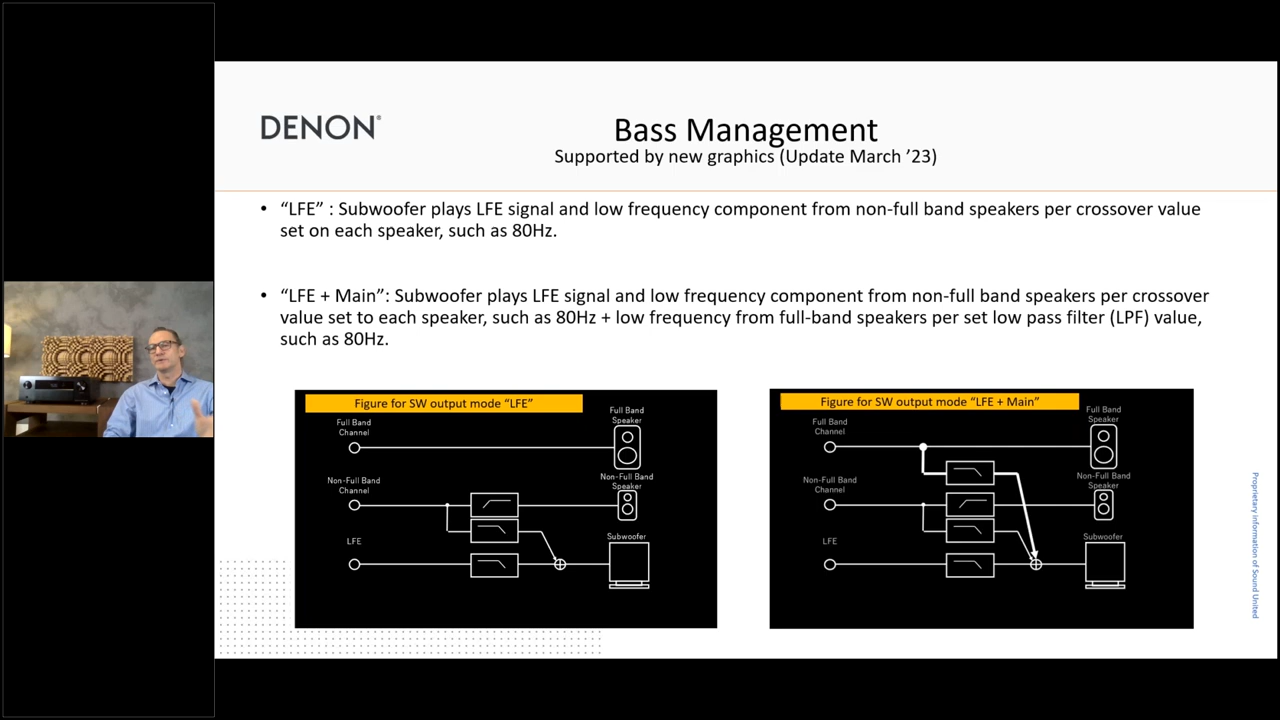 DENON®
Bass Management
Supported by new graphics (Update March ’23)
• “LFE” : Subwoofer plays LFE signal and low frequency component from non-full band speakers per crossover value
set on each speaker, such as 80Hz.
• “LFE + Main”: Subwoofer plays LFE signal and low frequency component from non-full band speakers per crossover
value set to each speaker, such as 80Hz + low frequency from full-band speakers per set low pass filter (LPF) value,
such as 80Hz.
Figure for SW output mode “LFE”
Full Band
Channel
Full Band
Speaker
Non-Full Band
Channel
Non-Full Band
Speaker
LFE
Subwoofer
Figure for SW output mode “LFE + Main”
Full Band
Channel
Full Band
Speaker
Non-Full Band
Channel
Non-Full Band
Speaker
LFE
Subwoofer
Proprietary information of Sound United